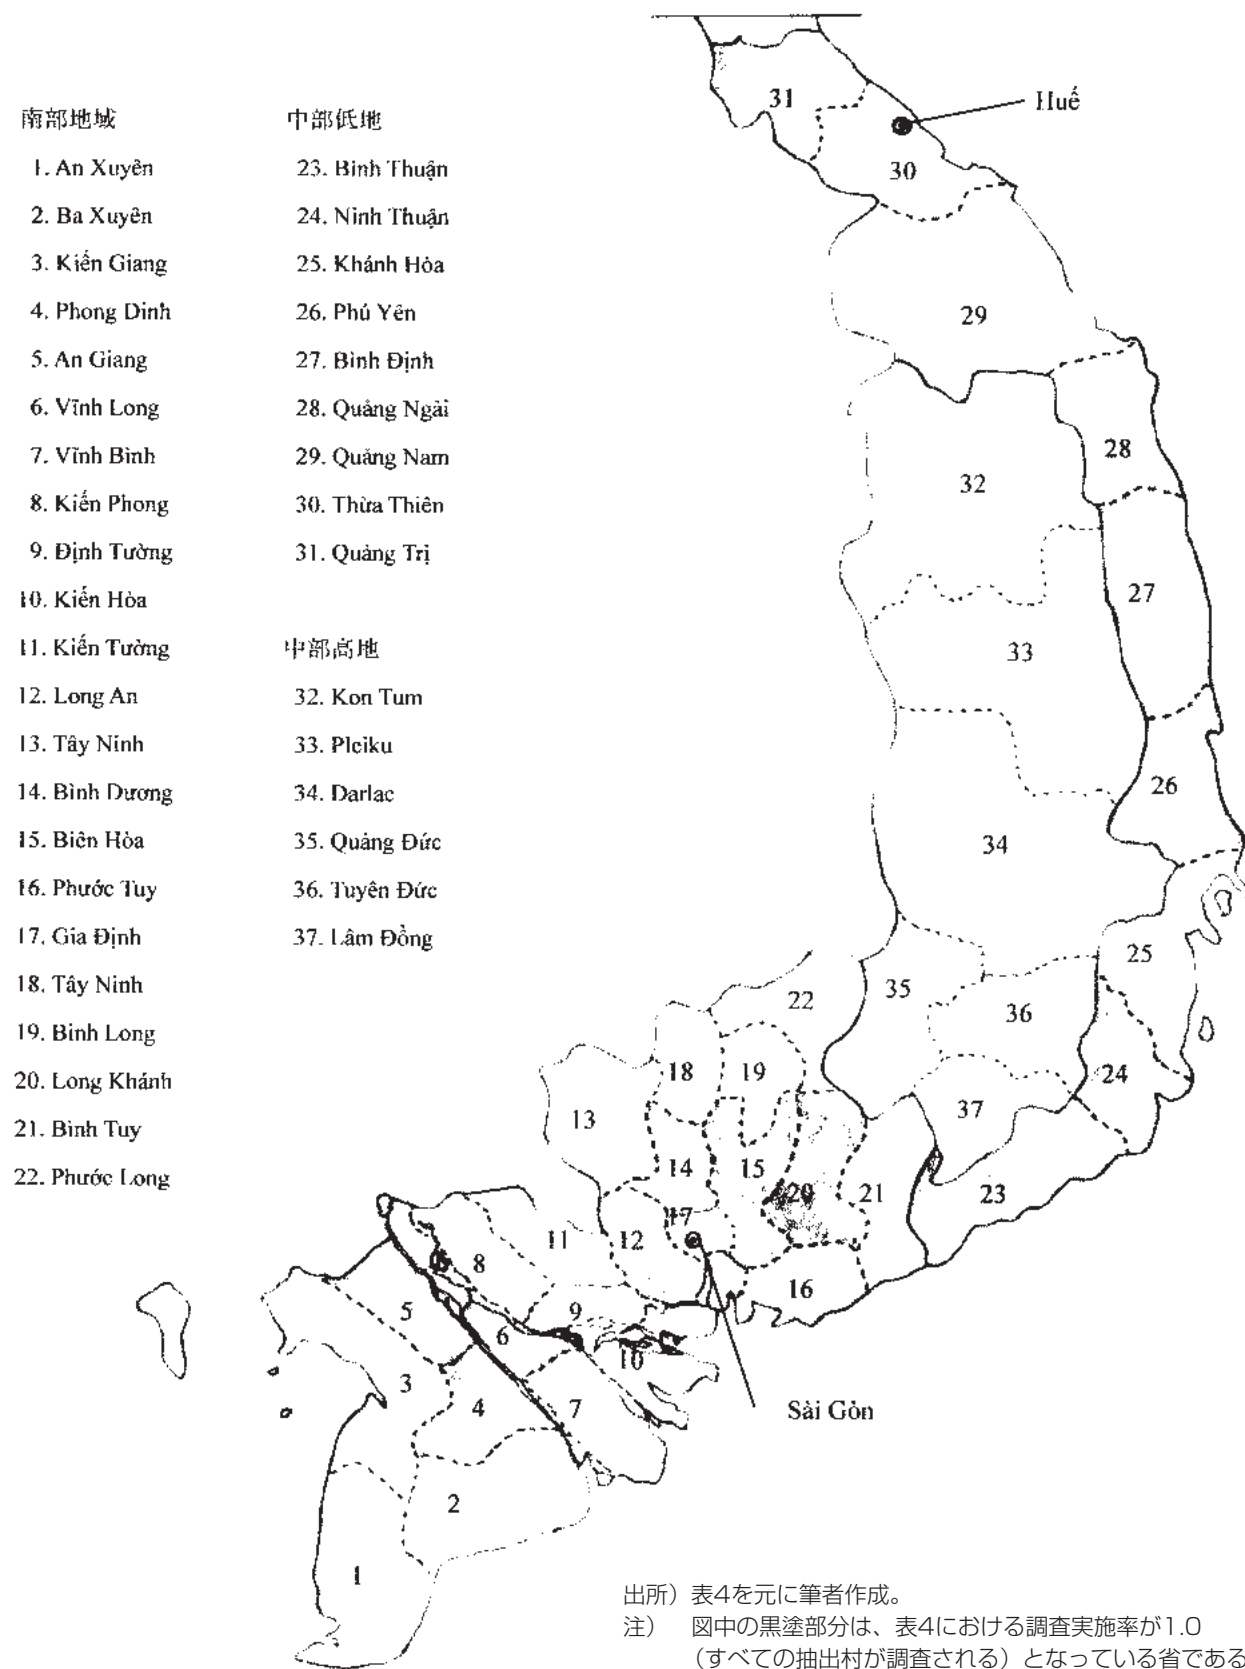 南部地域
1. An Xuyên
2. Ba Xuyên
3. Kiến Giang
4. Phong Dinh
5. An Giang
6. Vĩnh Long
7. Vĩnh Bình
8. Kiến Phong
9. Định Tường
10. Kiến Hòa
11. Kiến Tường
12. Long An
13. Tây Ninh
14. Bình Dương
15. Biên Hòa
16. Phước Tuy
17. Gia Định
18. Tây Ninh
19. Bình Long
20. Long Khánh
21. Bình Tuy
22. Phước Long
中部低地
23. Bình Thuận
24. Ninh Thuận
25. Khánh Hòa
26. Phú Yên
27. Bình Định
28. Quảng Ngãi
29. Quảng Nam
30. Thừa Thiên
31. Quảng Trị
中部高地
32. Kon Tum
33. Pleiku
34. Darlac
35. Quảng Đức
36. Tuyên Đức
37. Lâm Đồng
31
Huế
30
29
28
32
27
33
26
34
25
35
22
36
18
19
24
13
37
14
15
20
21
23
17
12
11
8
16
9
5
6
10
3
4
7
Sài Gòn
2
1
出所）表4を元に筆者作成。
注）　図中の黒塗部分は、表4における調査実施率が1.0
（すべての抽出村が調査される）となっている省である